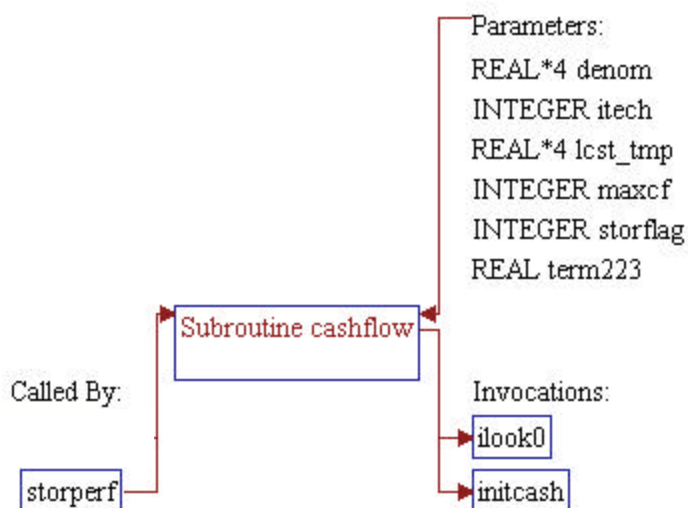 Parameters:
REAL*4 denom
INTEGER itech
REAL*4 lcst_tmp
INTEGER maxcf
INTEGER storflag
REAL term223
Subroutine cashflow
Called By:
Invocations:
ilook0
storperf
initcash